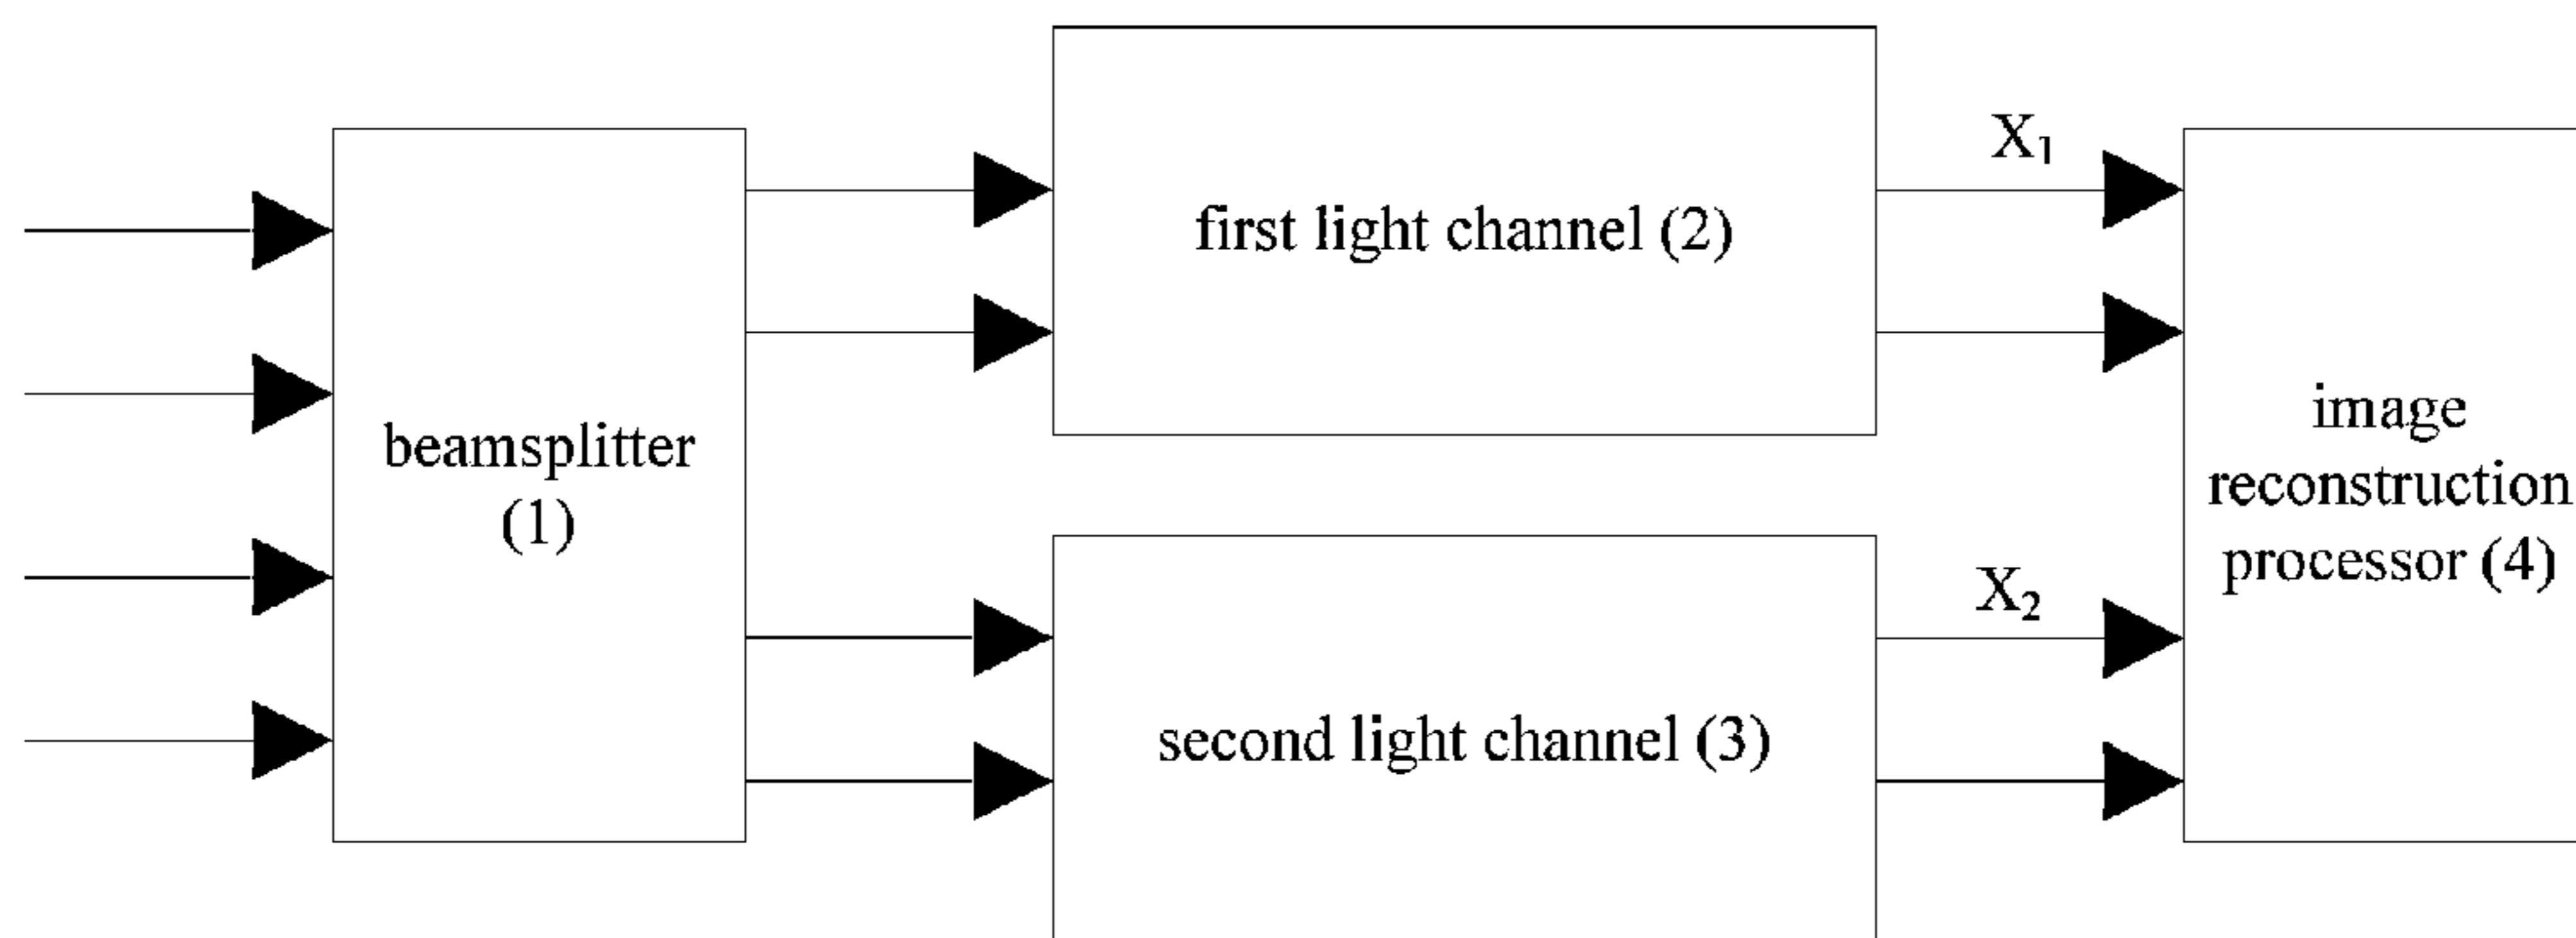 beamsplitter
(1)
first light channel (2)
second light channel (3)
X₁
X₂
image
reconstruction
processor (4)